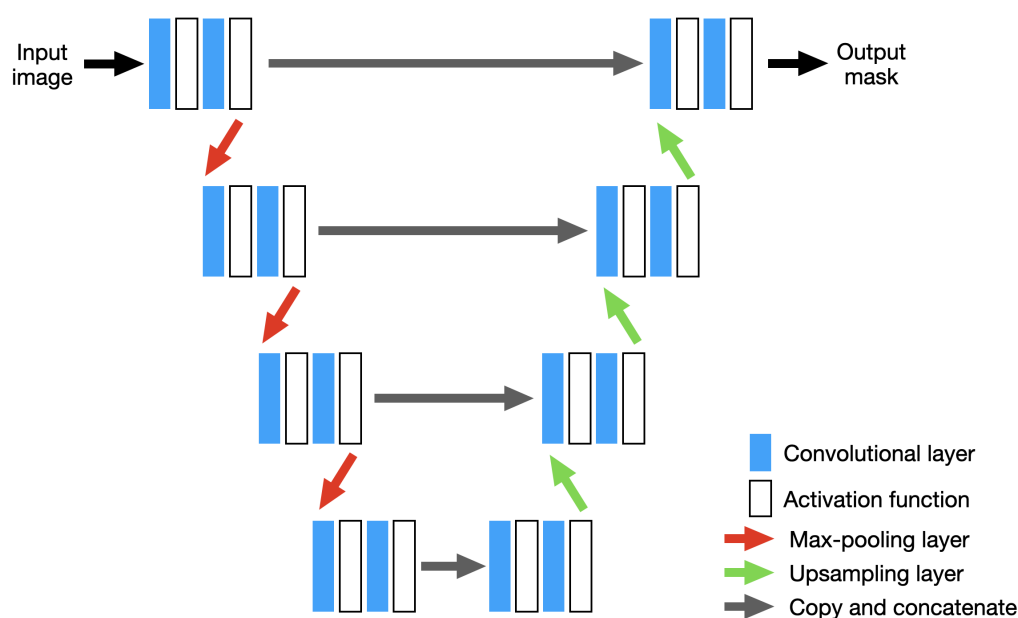 Input
image
Output
mask
Convolutional layer
Activation function
Max-pooling layer
Upsampling layer
Copy and concatenate